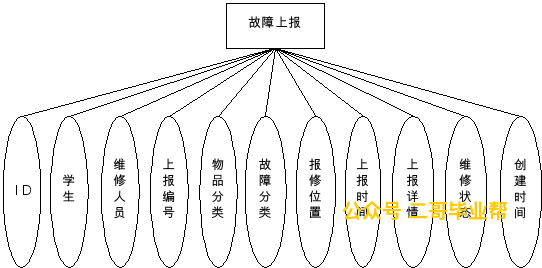 故障上报
ID
学生
维修人员
上报编号
物品分类
故障分类
报修位置
上报时间
上报详情
维修状态
创建时间
公众号 二哥毕业帮